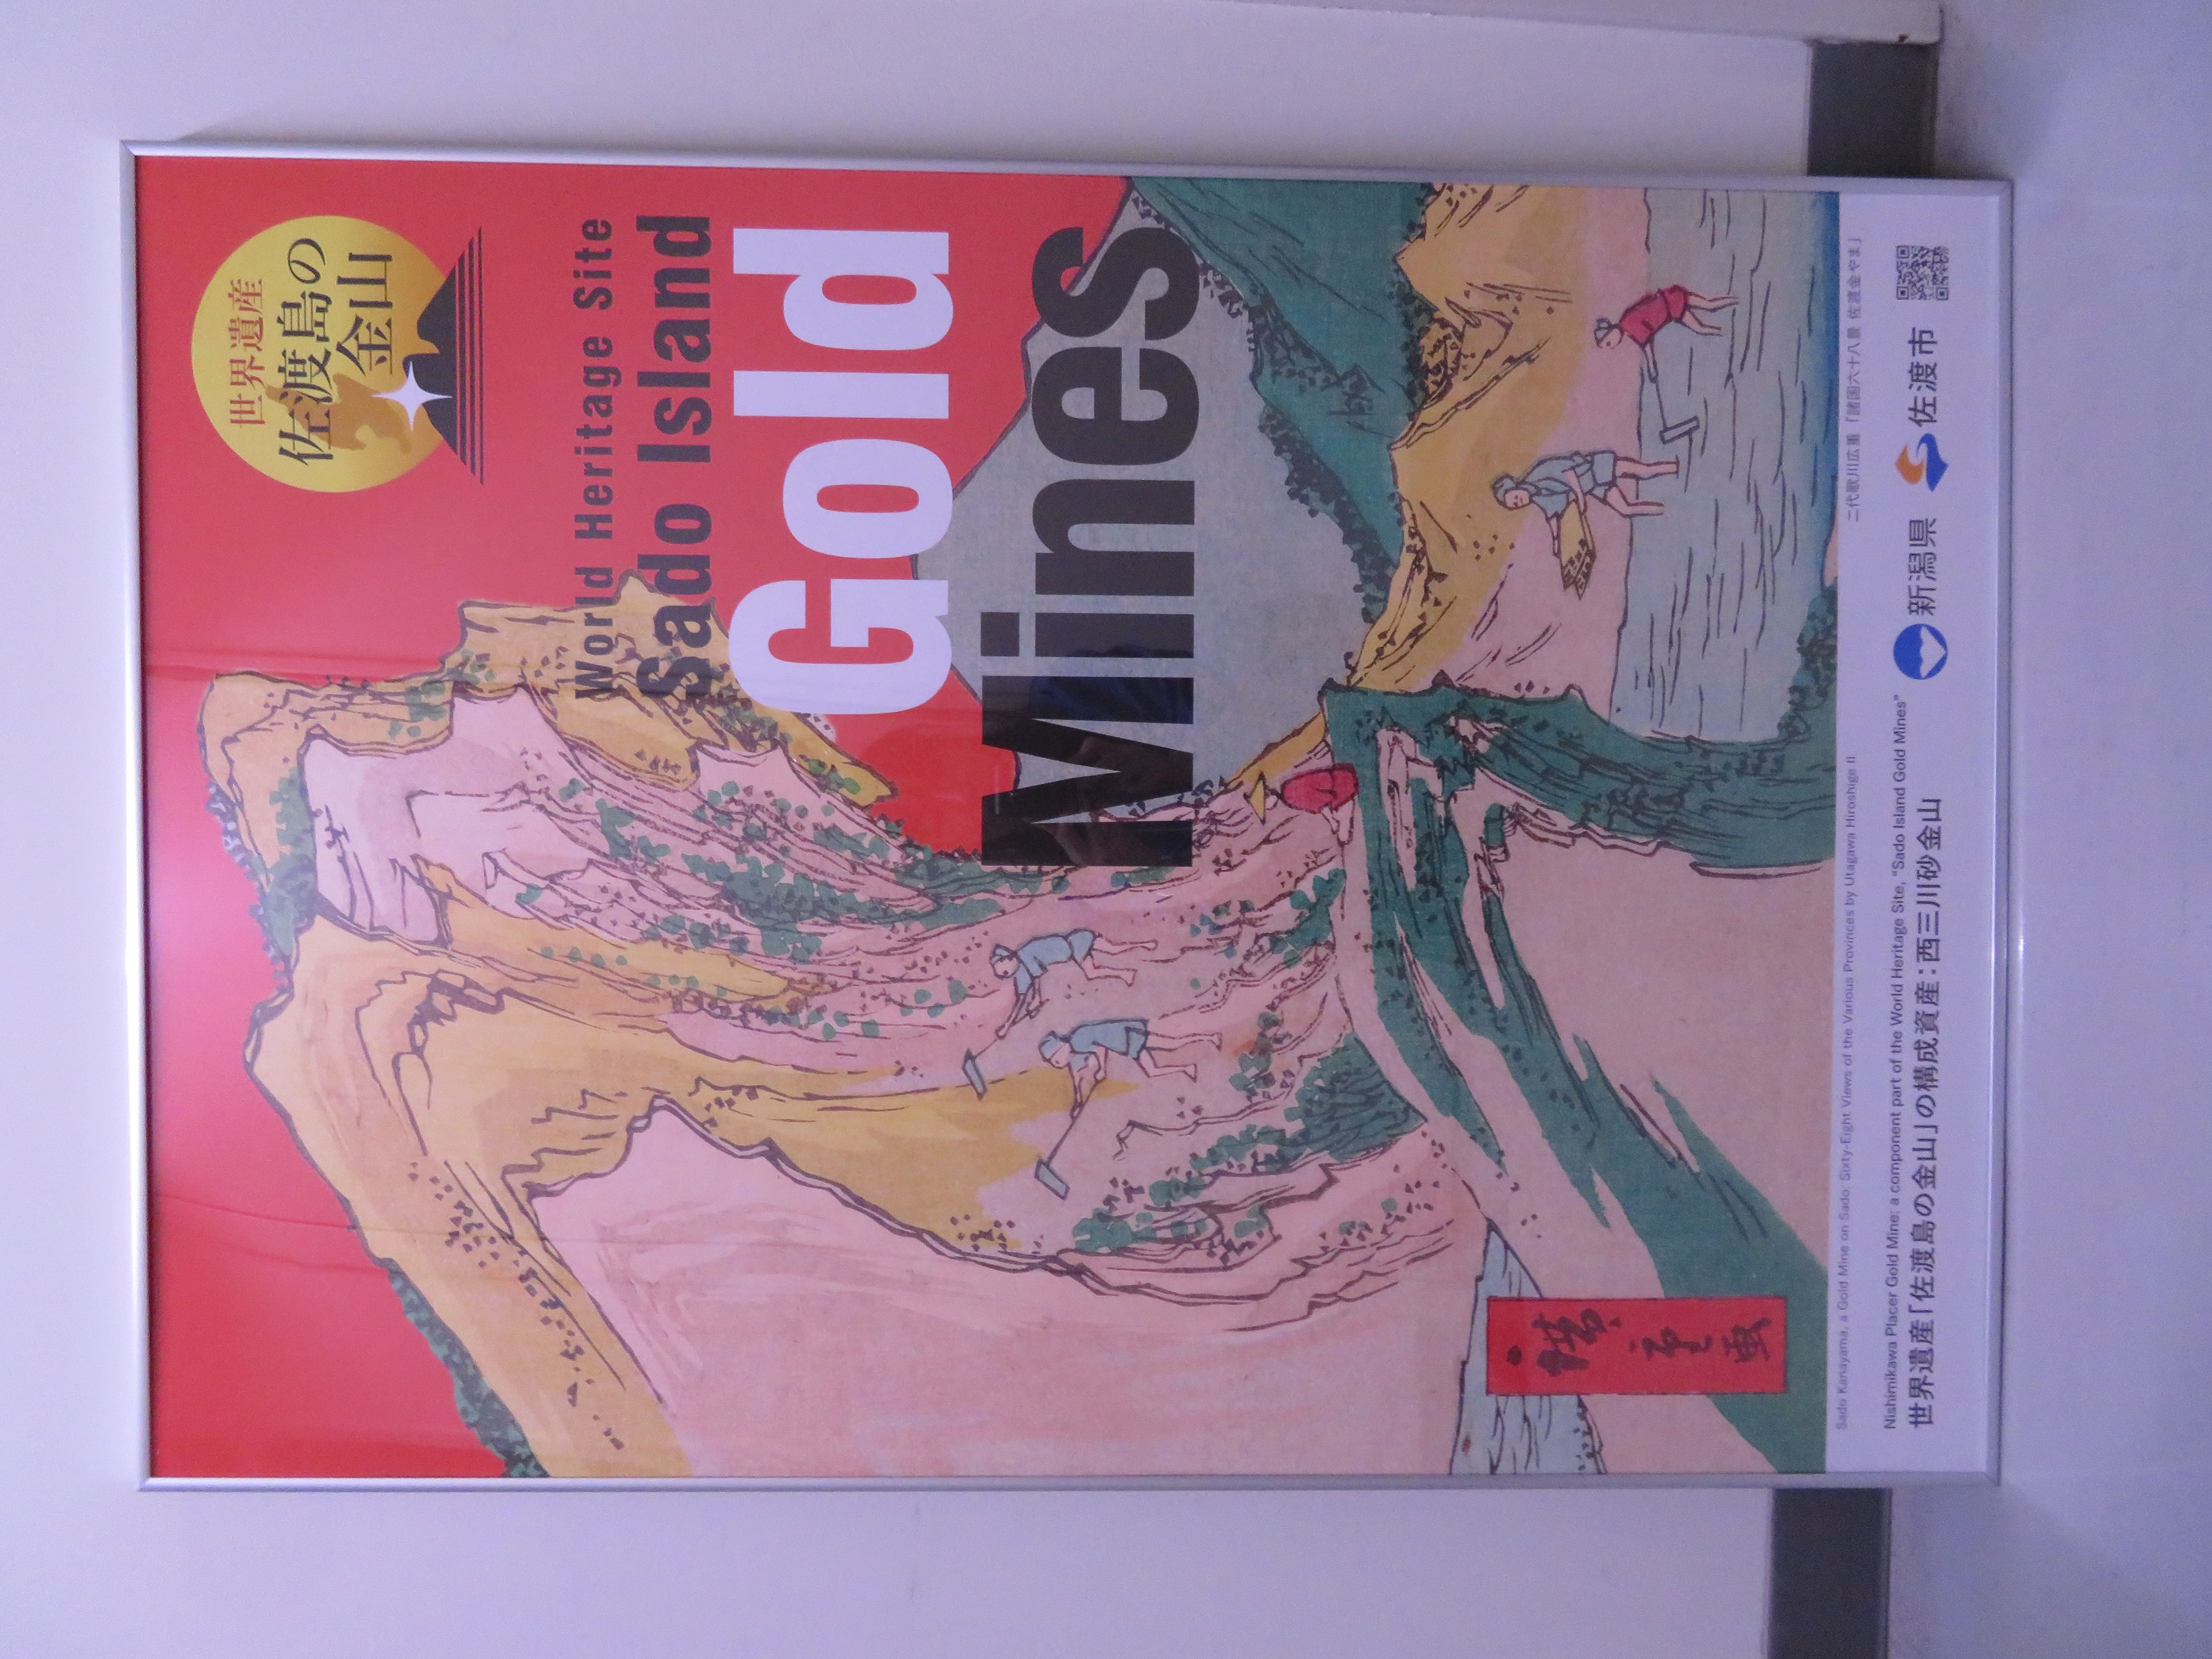 世界遺産
佐渡島の
金山
World Heritage Site
Sado Island
Gold
Mines
廣重画
Sado Kanayama, a Gold Mine on Sado: Sixty-Eight Views of the Various Provinces by Utagawa Hiroshige II
二代歌川広重「諸国六十八景 佐渡金やま」
Nishimikawa Placer Gold Mine: a component part of the World Heritage Site, "Sado Island Gold Mines"
世界遺産「佐渡島の金山」の構成資産：西三川砂金山
新潟県
佐渡市